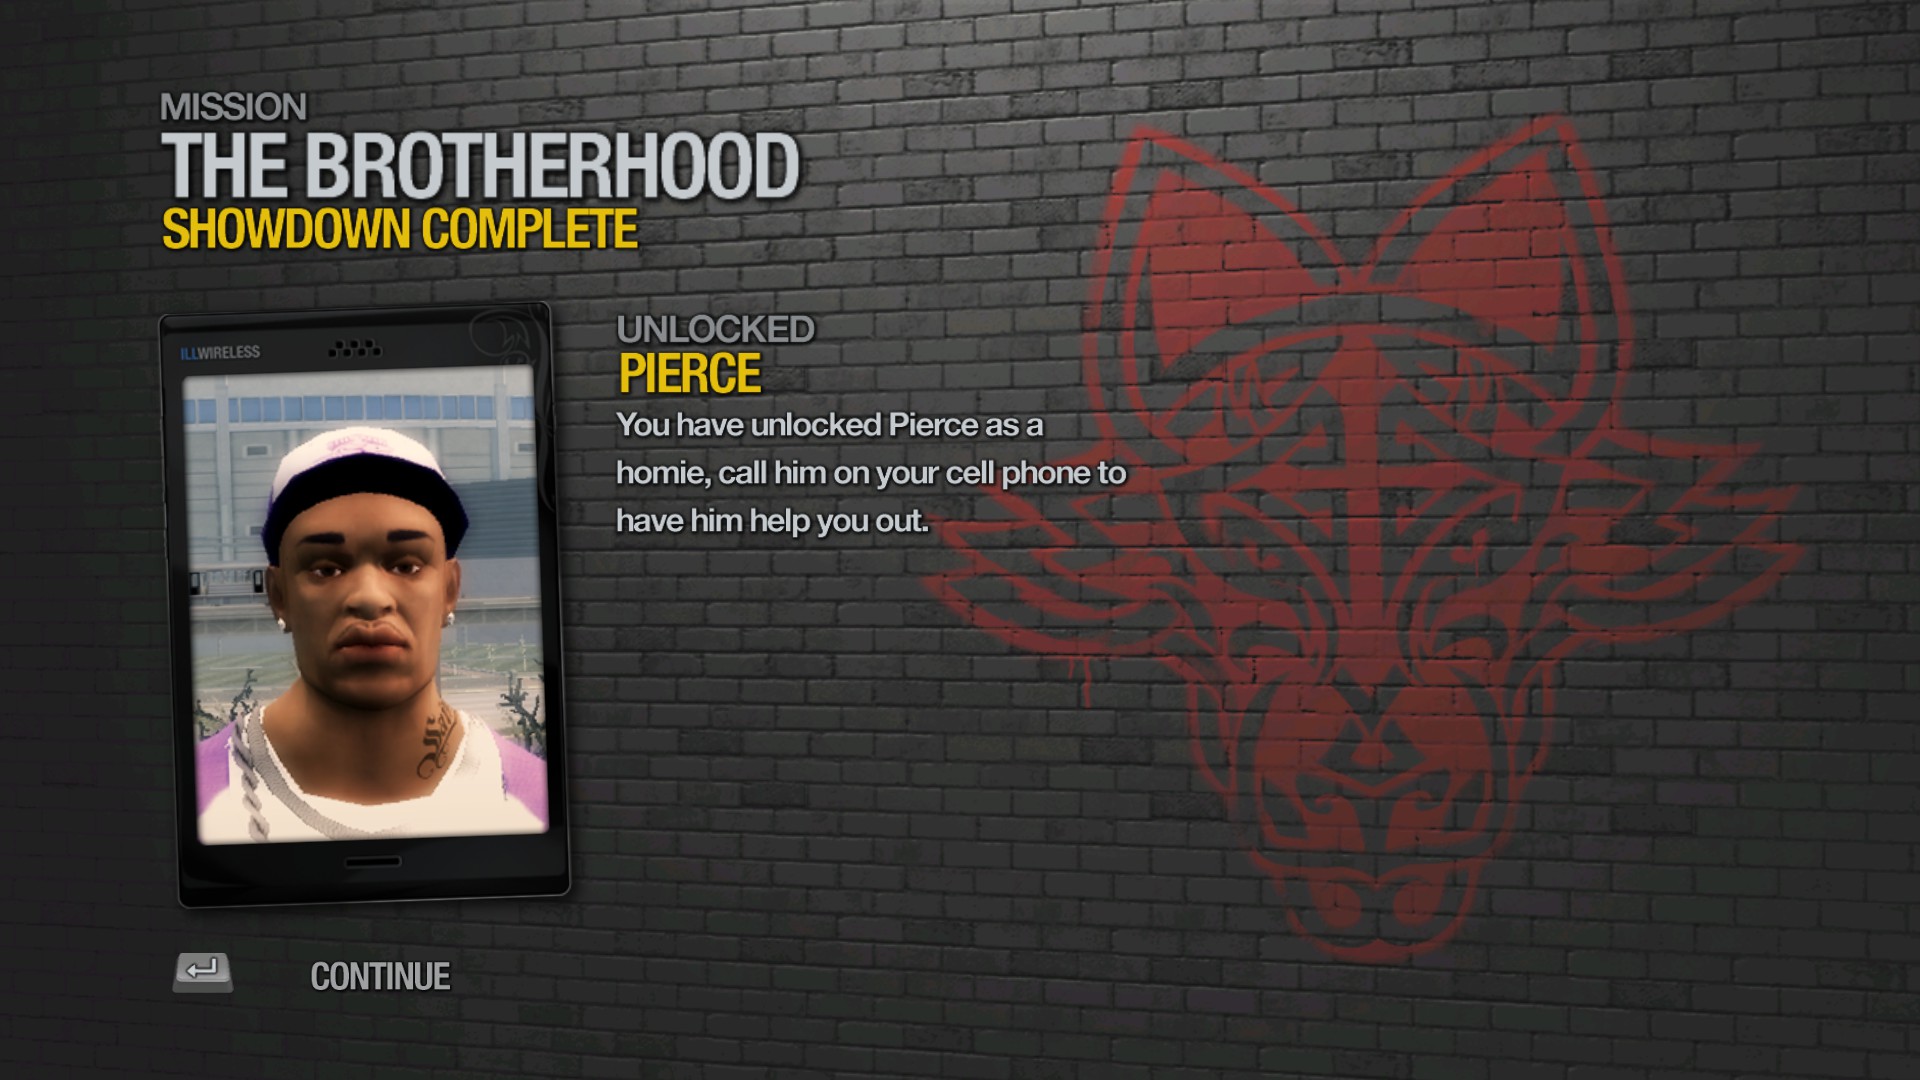 MISSION
THE BROTHERHOOD
SHOWDOWN COMPLETE
ILLWIRELESS
UNLOCKED
PIERCE
You have unlocked Pierce as a
homie, call him on your cell phone to
have him help you out.
CONTINUE